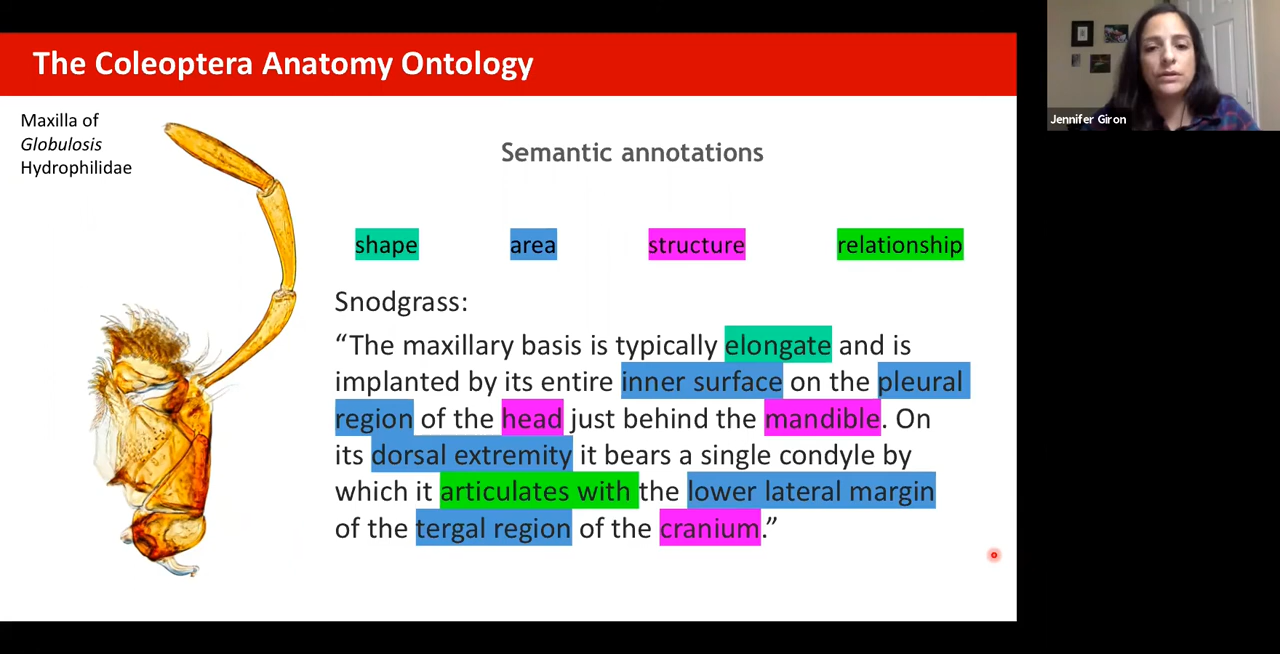 The Coleoptera Anatomy Ontology
Jennifer Giron
Maxilla of
Globulosis
Hydrophilidae
Semantic annotations
shape area structure relationship
Snodgrass:
“The maxillary basis is typically elongate and is
implanted by its entire inner surface on the pleural
region of the head just behind the mandible. On
its dorsal extremity it bears a single condyle by
which it articulates with the lower lateral margin
of the tergal region of the cranium.”